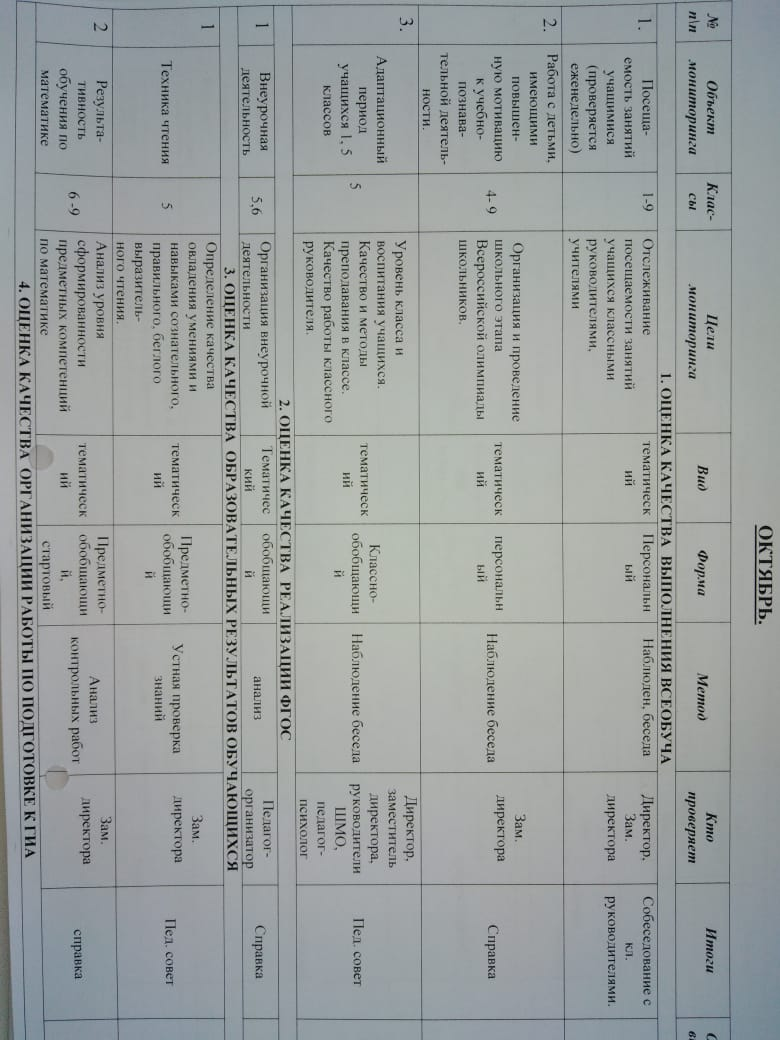 ОКТЯБРЬ.
№ п\п
Объект мониторинга
Клас-
сы
Цели
мониторинга
Вид
Форма
Метод
Кто
проверяет
Итоги
1. ОЦЕНКА КАЧЕСТВА ВЫПОЛНЕНИЯ ВСЕОБУЧА
1.
Посеща-
емость занятий
учащимися
(проверяется
еженедельно)
1-9
Отслеживание
посещаемости занятий
учащихся классными
руководителями,
учителями
тематическ
ий
Персональн
ый
Наблюден, беседа
Директор,
Зам.
директора
Собеседование с
кл.
руководителями.
2.
Работа с детьми,
имеющими
повышен-
ную мотивацию
к учебно-
познава-
тельной деятель-
ности.
4- 9
Организация и проведение
школьного этапа
Всероссийской олимпиады
школьников.
тематическ
ий
персональн
ый
Наблюдение беседа
Зам.
директора
Справка
3.
Адаптационный
период
учащихся 1, 5
классов
5
Уровень класса и
воспитания учащихся.
Качество и методы
преподавания в классе.
Качество работы классного
руководителя.
тематическ
ий
Классно-
обобщающи
й
Наблюдение беседа
Директор,
заместитель
директора,
руководители
ШМО,
педагог-
психолог
Пед. совет
2. ОЦЕНКА КАЧЕСТВА РЕАЛИЗАЦИИ ФГОС
1
Внеурочная
деятельность
5,6
Организация внеурочной
деятельности
Тематичес
кий
обобщающи
й
анализ
Педагог-
организатор
Справка
3. ОЦЕНКА КАЧЕСТВА ОБРАЗОВАТЕЛЬНЫХ РЕЗУЛЬТАТОВ ОБУЧАЮЩИХСЯ
1
Техника чтения
5
Определение качества
овладения умениями и
навыками сознательного,
правильного, беглого
выразитель-
ного чтения.
тематическ
ий
Предметно-
обобщающи
й
Устная проверка
знаний
Зам.
директора
Пед. совет
2
Результа-
тивность
обучения по
математике
6 -9
Анализ уровня
сформированности
предметных компетенций
по математике
тематическ
ий
Предметно-
обобщающи
й,
стартовый
Анализ
контрольных работ
Зам.
директора
справка
4. ОЦЕНКА КАЧЕСТВА ОРГАНИЗАЦИИ РАБОТЫ ПО ПОДГОТОВКЕ К ГИА